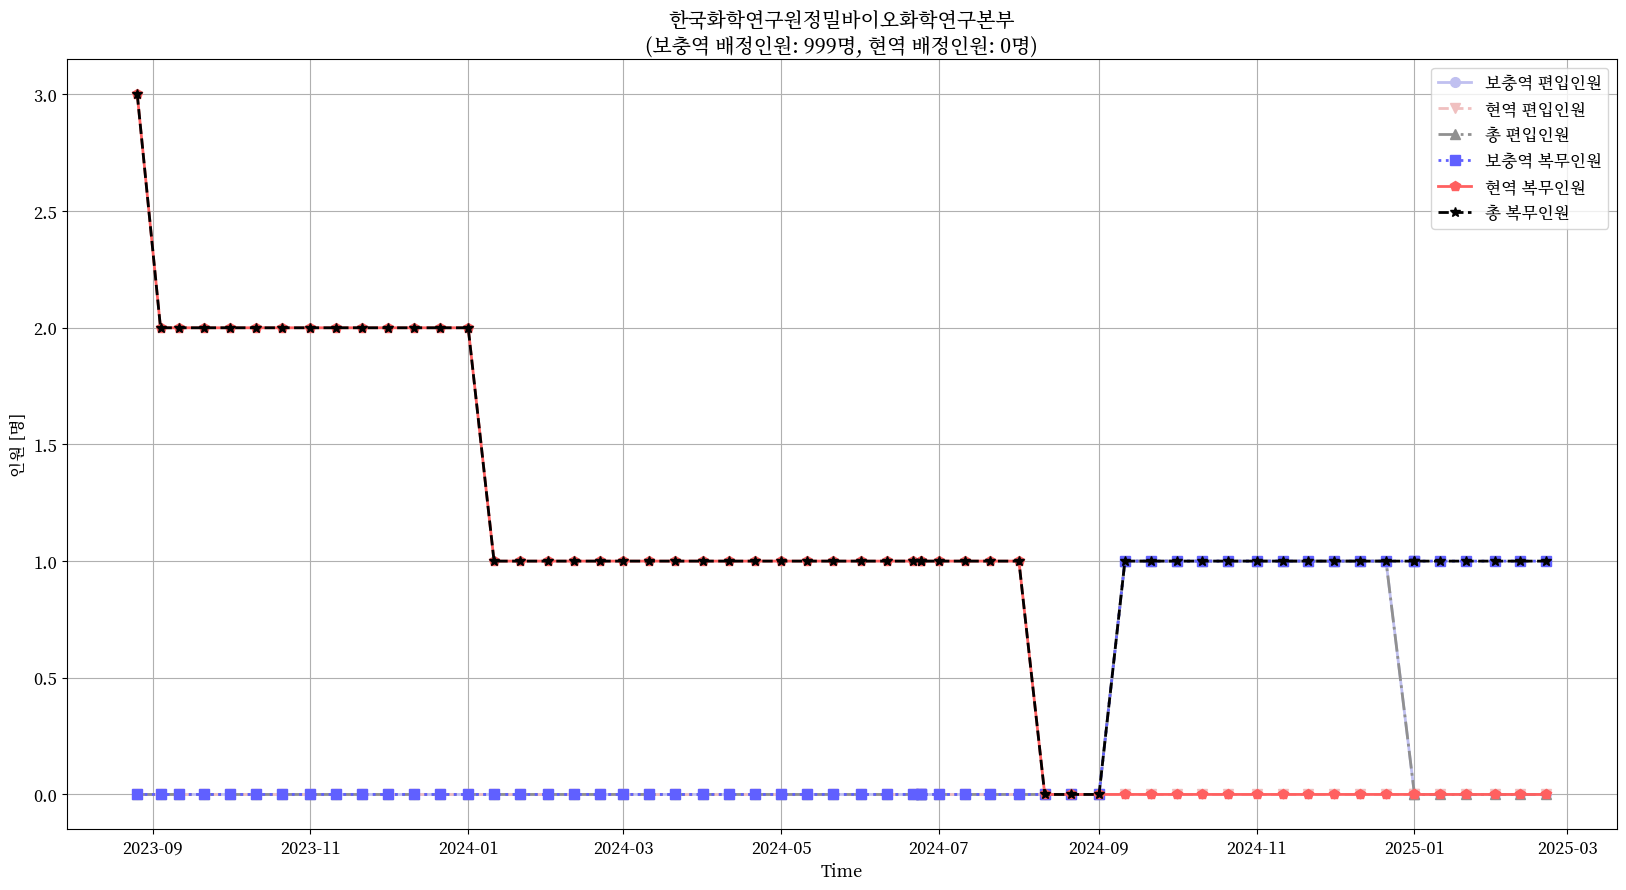 한국화학연구원정밀바이오화학연구본부
(보충역 배정인원: 999명, 현역 배정인원: 0명)
보충역 편입인원
현역 편입인원
총 편입인원
보충역 복무인원
현역 복무인원
총 복무인원
인원 [명]
3.0
2.5
2.0
1.5
1.0
0.5
0.0
2023-09
2023-11
2024-01
2024-03
2024-05
2024-07
2024-09
2024-11
2025-01
2025-03
Time